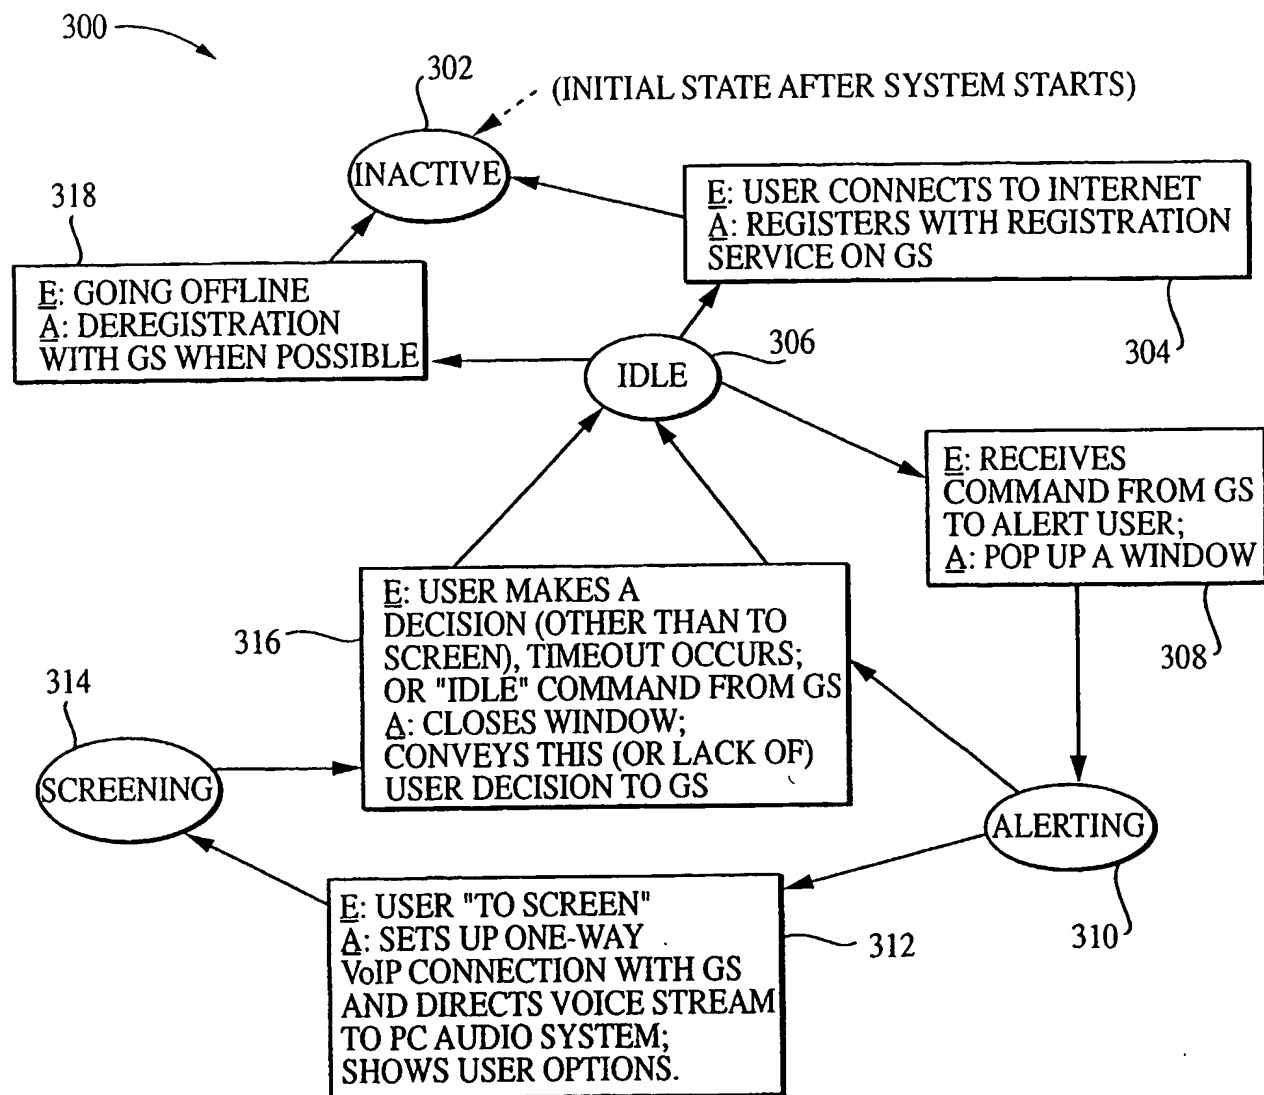 300
302
(INITIAL STATE AFTER SYSTEM STARTS)
INACTIVE
318
E: USER CONNECTS TO INTERNET
A: REGISTERS WITH REGISTRATION
SERVICE ON GS
304
E: GOING OFFLINE
A: DEREGISTRATION
WITH GS WHEN POSSIBLE
306
IDLE
E: RECEIVES
COMMAND FROM GS
TO ALERT USER;
A: POP UP A WINDOW
308
316
E: USER MAKES A
DECISION (OTHER THAN TO
SCREEN), TIMEOUT OCCURS;
OR "IDLE" COMMAND FROM GS
A: CLOSES WINDOW;
CONVEYS THIS (OR LACK OF)
USER DECISION TO GS
314
SCREENING
ALERTING
310
E: USER "TO SCREEN"
A: SETS UP ONE-WAY
VoIP CONNECTION WITH GS
AND DIRECTS VOICE STREAM
TO PC AUDIO SYSTEM;
SHOWS USER OPTIONS.
312